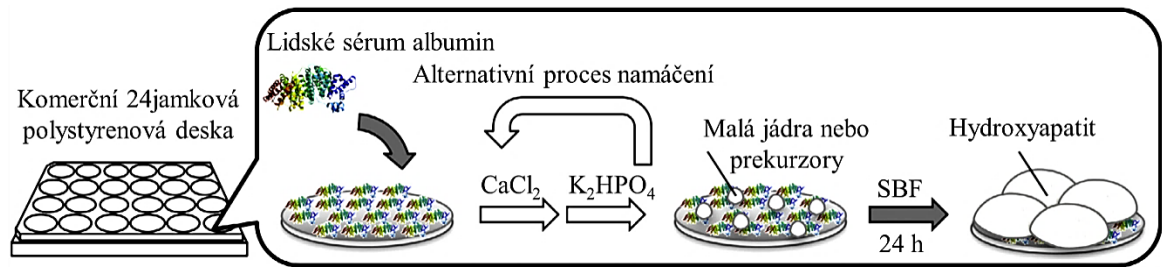 Lidské sérum albumin
Alternativní proces namáčení
Komerční 24jamková
polystyrenová deska
Malá jádra nebo
prekurzory
Hydroxyapatit
CaCl₂
K₂HPO₄
SBF
24 h